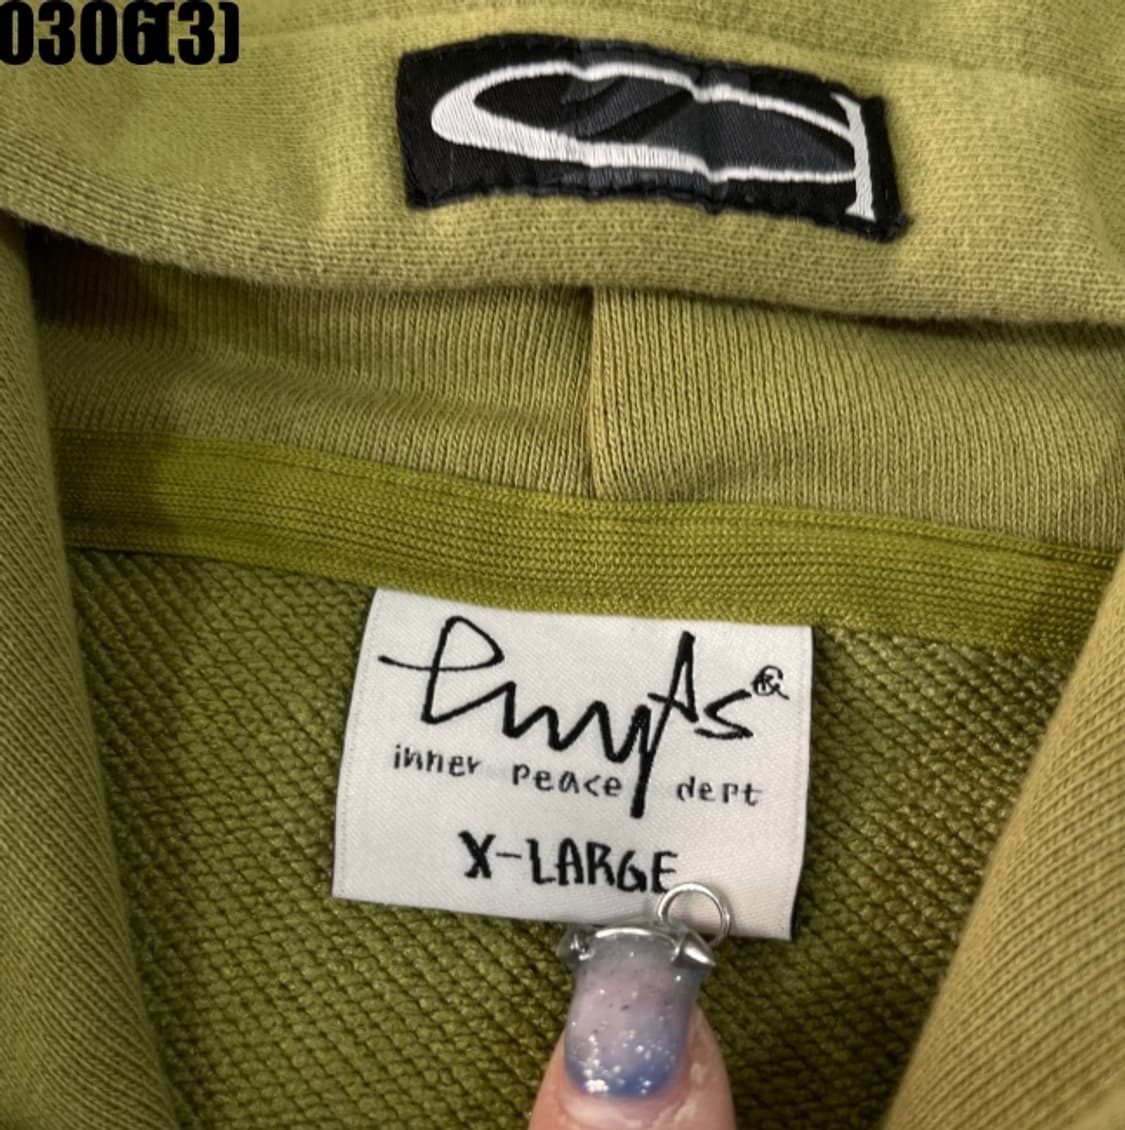 0306(3)
inner peace dept
X-LARGE